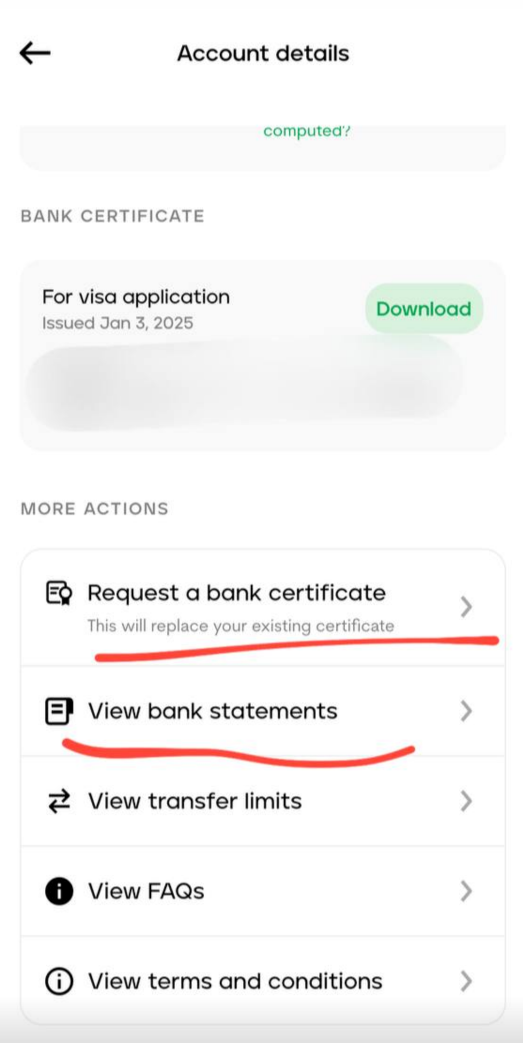 Account details
computed?
BANK CERTIFICATE
For visa application
Issued Jan 3, 2025
Download
MORE ACTIONS
Request a bank certificate
This will replace your existing certificate
View bank statements
View transfer limits
View FAQs
View terms and conditions